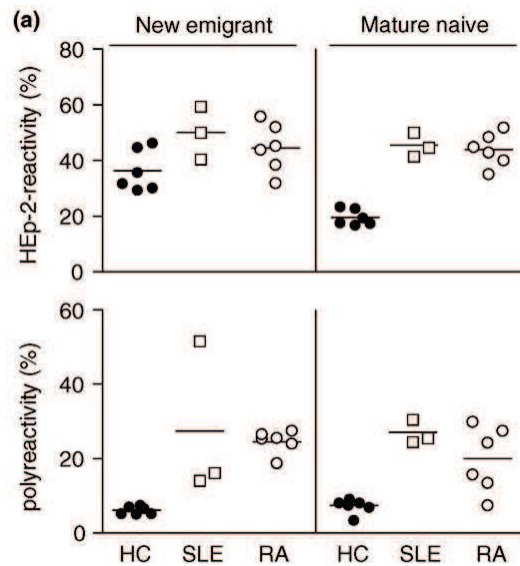 (a)
New emigrant
Mature naive
HEp-2-reactivity (%)
80
60
40
20
0
polyreactivity (%)
60
40
20
0
HC SLE RA HC SLE RA